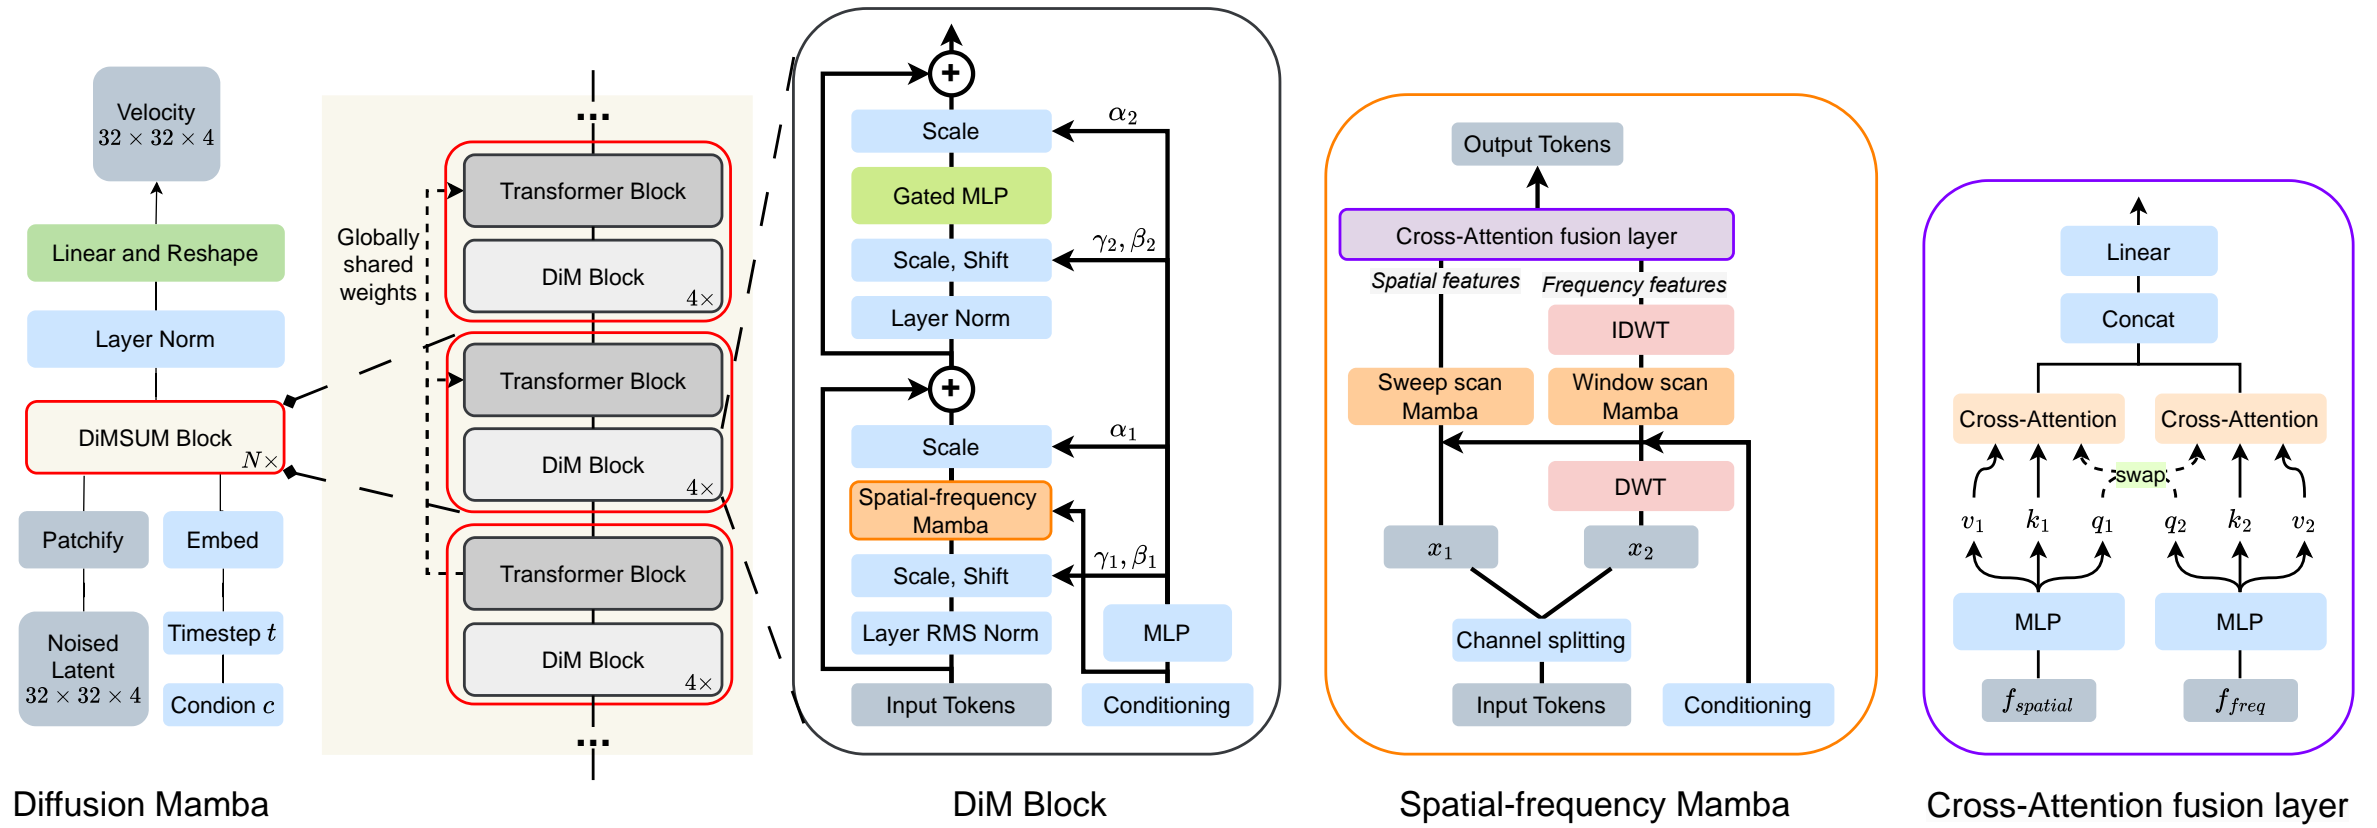 Velocity
32 × 32 × 4
Linear and Reshape
Layer Norm
DiMSUM Block
N×
Patchify
Embed
Noised
Latent
32 × 32 × 4
Timestep t
Condion c
Diffusion Mamba
...
Globally
shared
weights
Transformer Block
DiM Block
4×
Transformer Block
DiM Block
4×
Transformer Block
DiM Block
4×
...
+
Scale
α₂
Gated MLP
Scale, Shift
γ₂, β₂
Layer Norm
+
Scale
α₁
Spatial-frequency
Mamba
Scale, Shift
γ₁, β₁
Layer RMS Norm
MLP
Input Tokens
Conditioning
DiM Block
Output Tokens
Cross-Attention fusion layer
Spatial features
Frequency features
IDWT
Sweep scan
Mamba
Window scan
Mamba
DWT
x₁
x₂
Channel splitting
Input Tokens
Conditioning
Spatial-frequency Mamba
Linear
Concat
Cross-Attention
Cross-Attention
swap
v₁ k₁ q₁ q₂ k₂ v₂
MLP
MLP
f_spatial
f_freq
Cross-Attention fusion layer